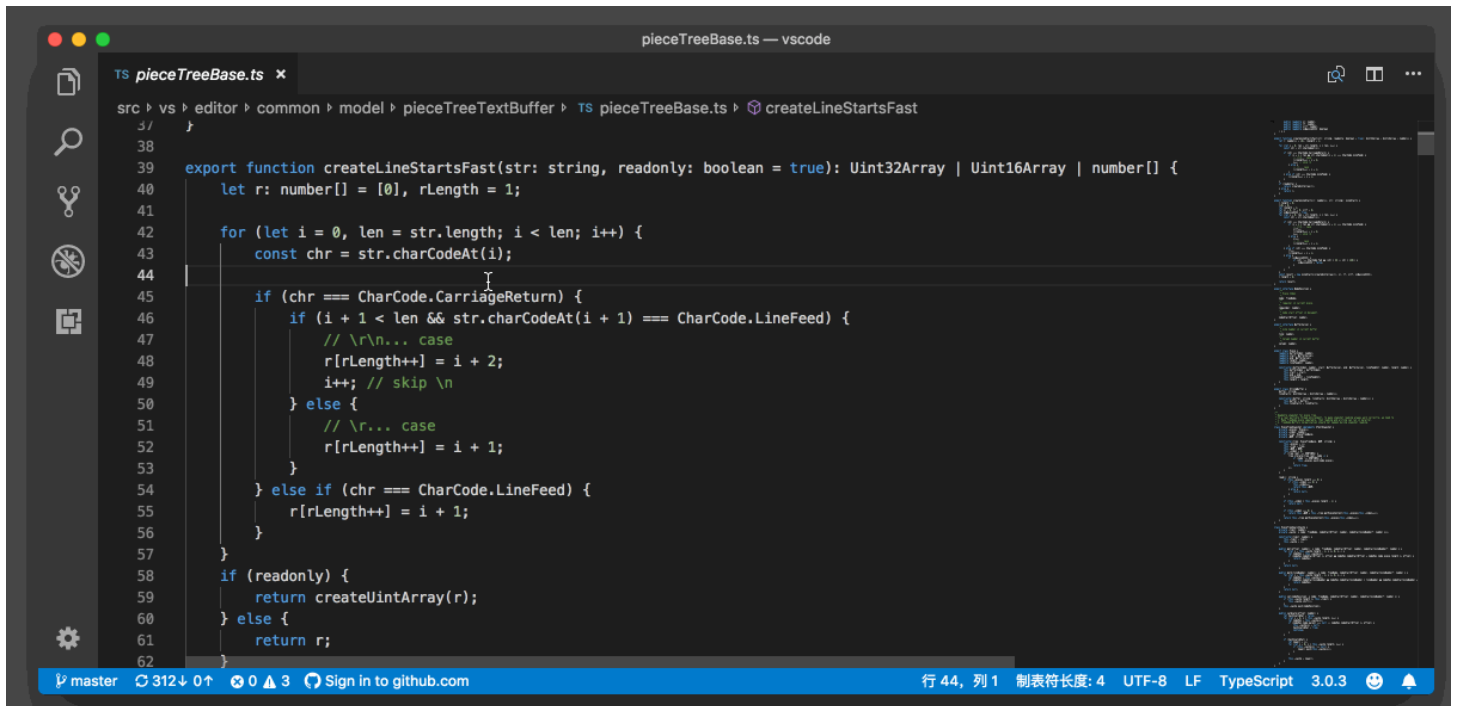 pieceTreeBase.ts — vscode
TS pieceTreeBase.ts ×
src vs editor common model pieceTreeTextBuffer TS pieceTreeBase.ts createLineStartsFast
37 }
38
39 export function createLineStartsFast(str: string, readonly: boolean = true): Uint32Array | Uint16Array | number[] {
40     let r: number[] = [0], rLength = 1;
41
42     for (let i = 0, len = str.length; i < len; i++) {
43         const chr = str.charCodeAt(i);
44
45         if (chr === CharCode.CarriageReturn) {
46             if (i + 1 < len && str.charCodeAt(i + 1) === CharCode.LineFeed) {
47                 // \r\n... case
48                 r[rLength++] = i + 2;
49                 i++; // skip \n
50             } else {
51                 // \r... case
52                 r[rLength++] = i + 1;
53             }
54         } else if (chr === CharCode.LineFeed) {
55             r[rLength++] = i + 1;
56         }
57     }
58     if (readonly) {
59         return createUintArray(r);
60     } else {
61         return r;
62     }
master 312↓ 0↑ 0 3 Sign in to github.com 行 44，列 1 制表符长度: 4 UTF-8 LF TypeScript 3.0.3